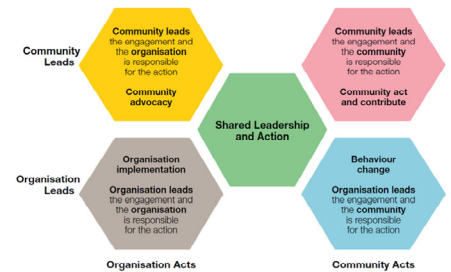 Community
Leads
Community leads
the engagement and
the organisation
is responsible
for the action
Community
advocacy
Community leads
the engagement and
the community
is responsible
for the action
Community act
and contribute
Shared Leadership
and Action
Organisation
Leads
Organisation
implementation
Organisation leads
the engagement and
the organisation
is responsible
for the action
Behaviour
change
Organisation leads
the engagement and
the community
is responsible
for the action
Organisation Acts
Community Acts